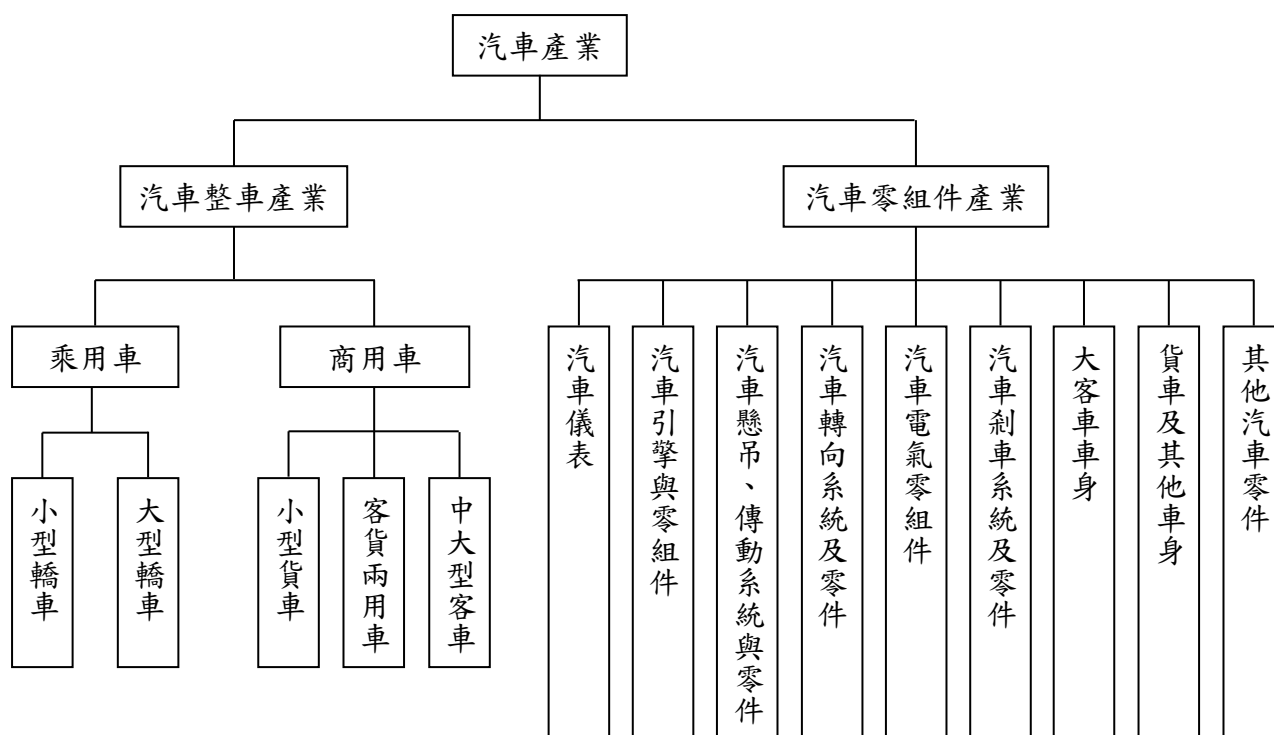 汽車產業
汽車整車產業
汽車零組件產業
乘用車
商用車
小型轎車
大型轎車
小型貨車
客貨兩用車
中大型客車
汽車儀表
汽車引擎與零組件
汽車懸吊、傳動系統與零件
汽車轉向系統及零件
汽車電氣零組件
汽車剎車系統及零件
大客車車身
貨車及其他車身
其他汽車零件